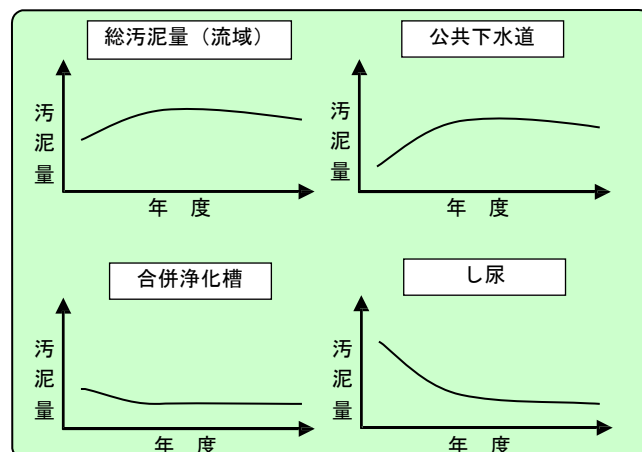 総汚泥量（流域）
汚泥量
年 度
公共下水道
汚泥量
年 度
合併浄化槽
汚泥量
年 度
し尿
汚泥量
年 度